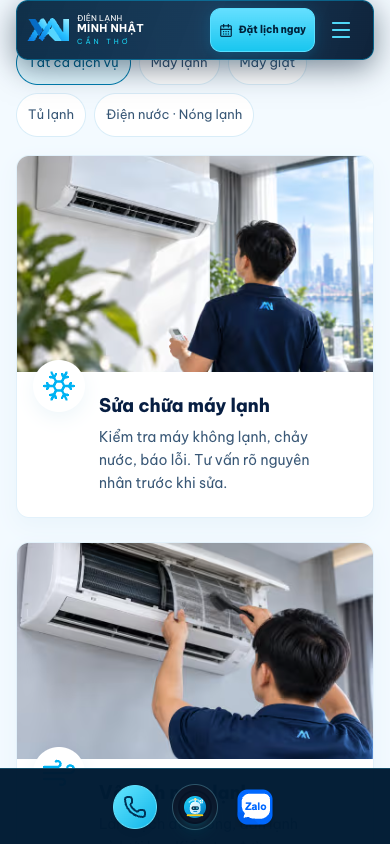 ĐIỆN LẠNH
MINH NHẬT
CẦN THƠ
Đặt lịch ngay
Tất cả dịch vụ
Máy lạnh
Máy giặt
Tủ lạnh
Điện nước · Nóng lạnh
Sửa chữa máy lạnh
Kiểm tra máy không lạnh, chảy
nước, báo lỗi. Tư vấn rõ nguyên
nhân trước khi sửa.
Zalo